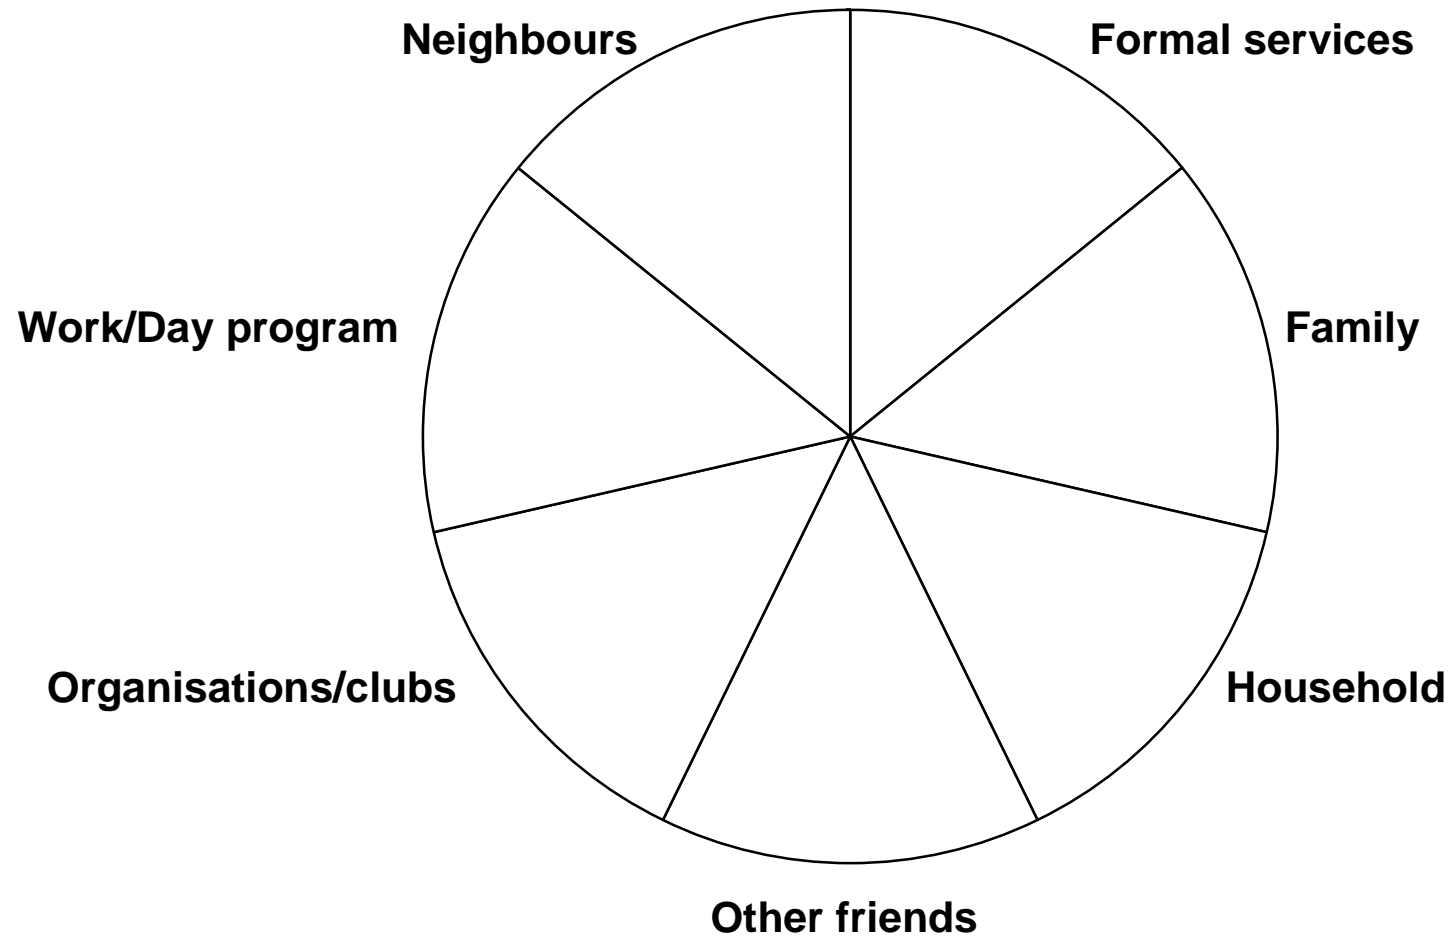 Neighbours
Formal services
Work/Day program
Family
Organisations/clubs
Household
Other friends